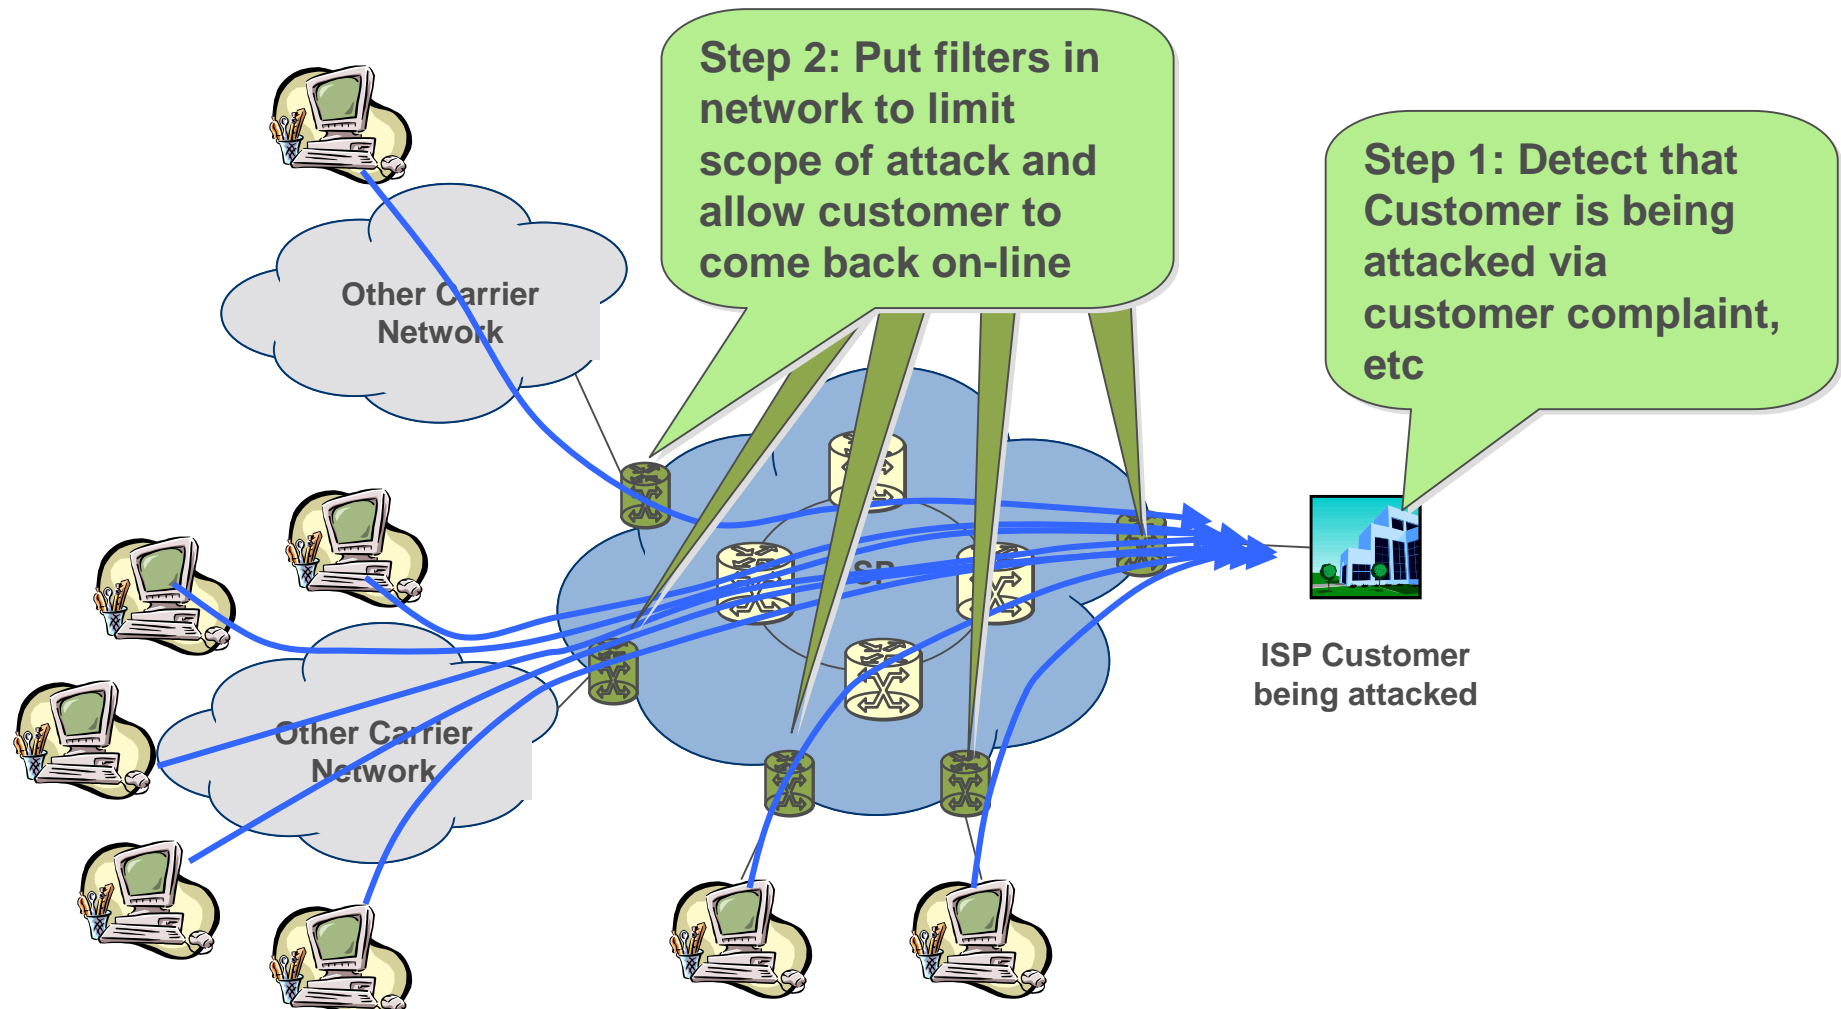 Step 2: Put filters in
network to limit
scope of attack and
allow customer to
come back on-line
Step 1: Detect that
Customer is being
attacked via
customer complaint,
etc
Other Carrier
Network
ISP
ISP Customer
being attacked
Other Carrier
Network